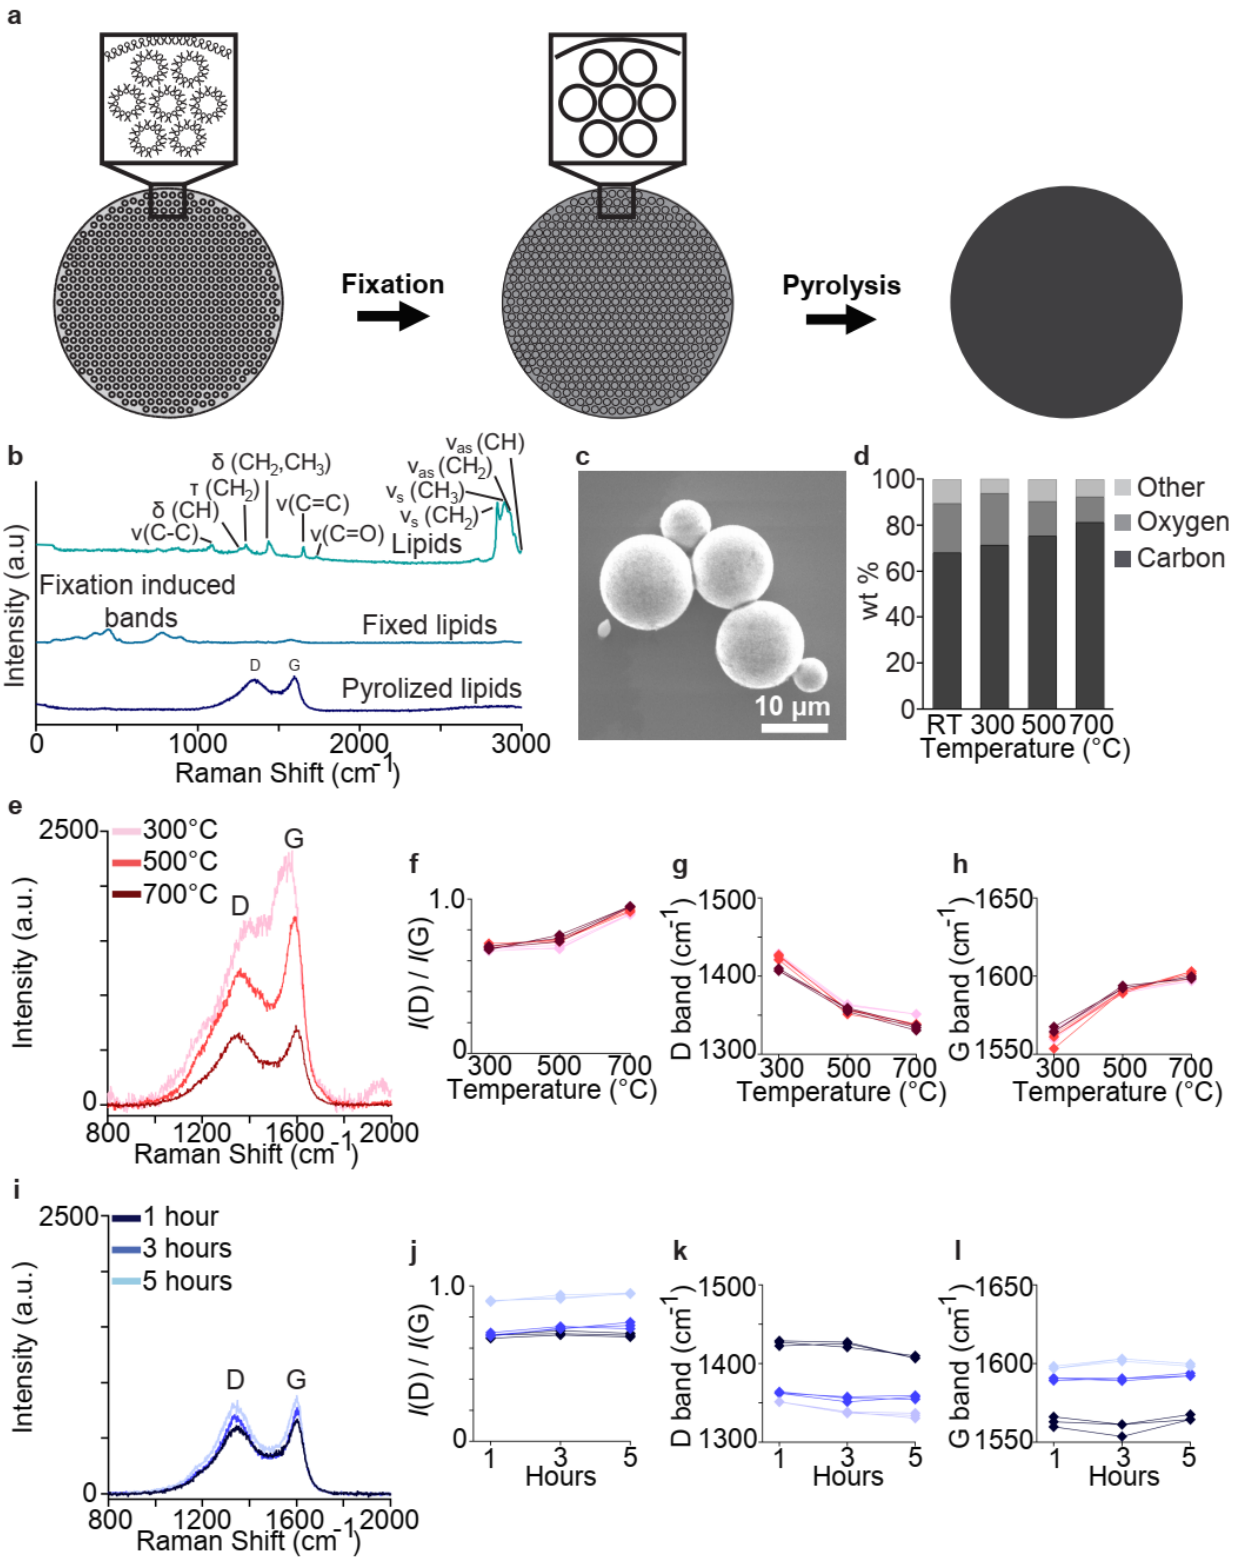 a
Fixation
Pyrolysis
b
Intensity (a.u)
ν(C-C)
δ (CH)
τ (CH2)
δ (CH2,CH3)
ν(C=C)
ν(C=O)
νas (CH)
νas (CH2)
νs (CH3)
νs (CH2)
Lipids
Fixation induced
bands
Fixed lipids
D
G
Pyrolized lipids
0
1000
2000
3000
Raman Shift (cm-1)
c
10 µm
d
wt %
100
80
60
40
20
0
RT 300 500 700
Temperature (°C)
Other
Oxygen
Carbon
e
Intensity (a.u.)
2500
0
300°C
500°C
700°C
D
G
800 1200 1600 2000
Raman Shift (cm-1)
f
I(D) / I(G)
1.0
0
300 500 700
Temperature (°C)
g
D band (cm-1)
1500
1400
1300
300 500 700
Temperature (°C)
h
G band (cm-1)
1650
1600
1550
300 500 700
Temperature (°C)
i
Intensity (a.u.)
2500
0
1 hour
3 hours
5 hours
D
G
800 1200 1600 2000
Raman Shift (cm-1)
j
I(D) / I(G)
1.0
0
1 3 5
Hours
k
D band (cm-1)
1500
1400
1300
1 3 5
Hours
l
G band (cm-1)
1650
1600
1550
1 3 5
Hours